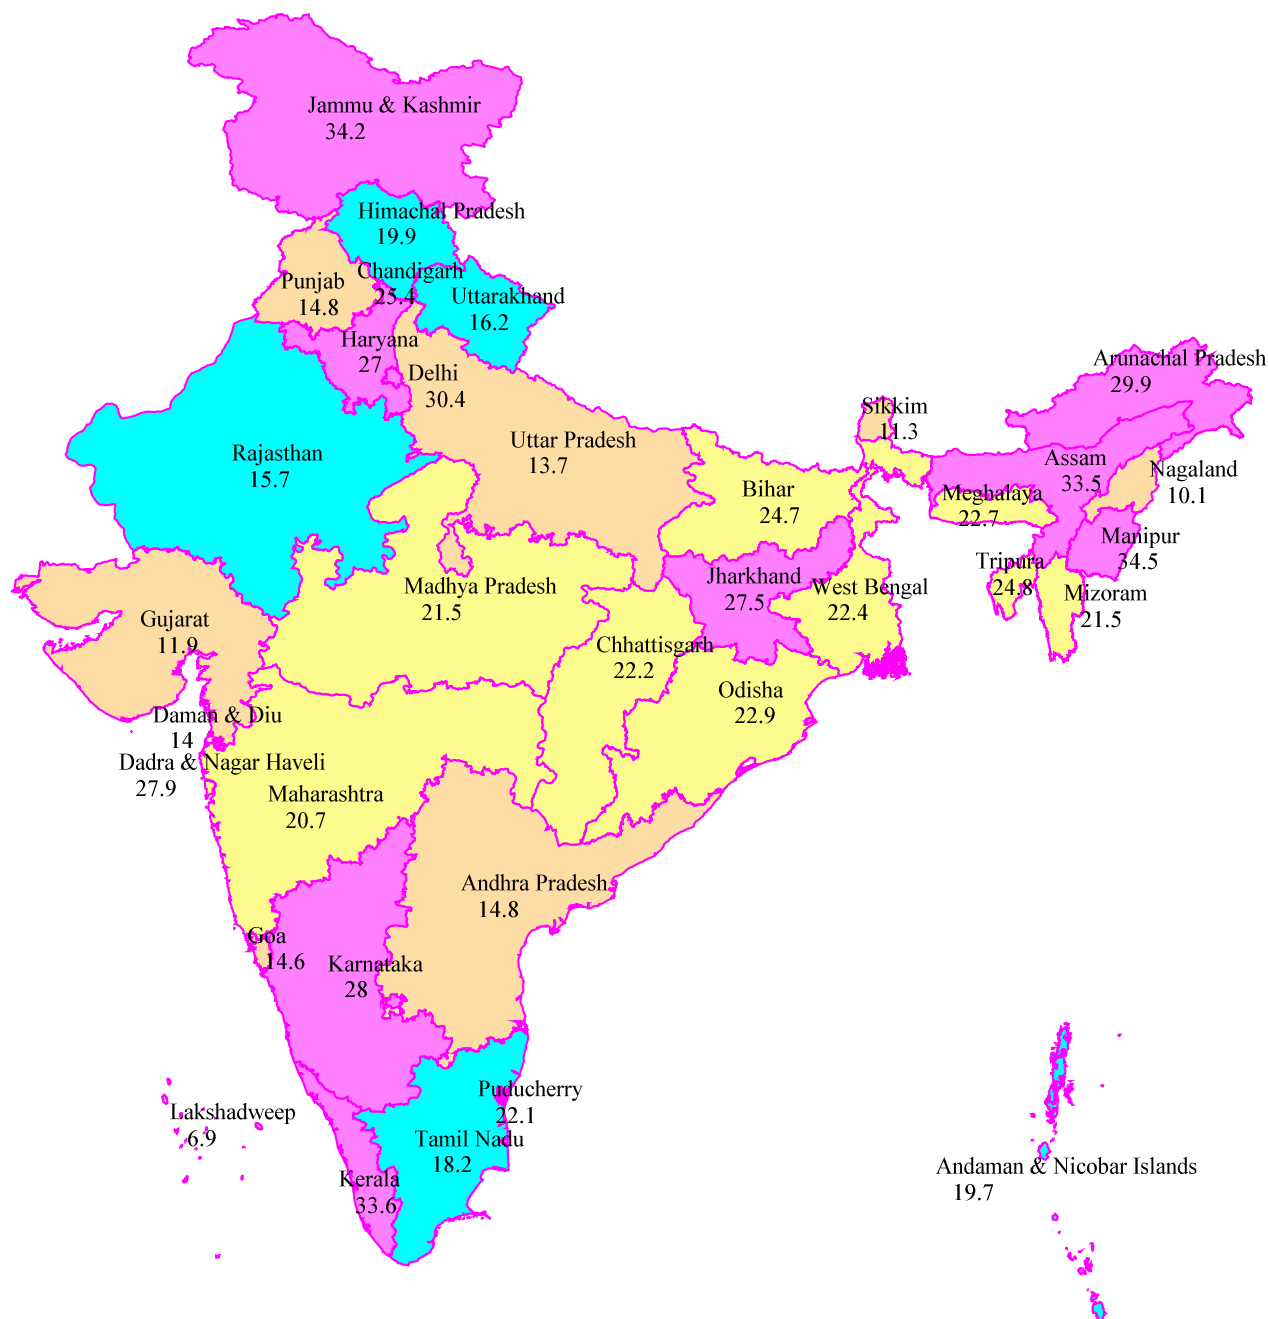 Jammu & Kashmir
34.2
Himachal Pradesh
19.9
Chandigarh
25.4
Punjab
14.8
Uttarakhand
16.2
Haryana
27
Delhi
30.4
Arunachal Pradesh
29.9
Sikkim
11.3
Uttar Pradesh
13.7
Rajasthan
15.7
Assam
33.5
Nagaland
10.1
Bihar
24.7
Meghalaya
22.7
Manipur
34.5
Tripura
24.8
Jharkhand
27.5
West Bengal
22.4
Mizoram
21.5
Madhya Pradesh
21.5
Gujarat
11.9
Chhattisgarh
22.2
Odisha
22.9
Daman & Diu
14
Dadra & Nagar Haveli
27.9
Maharashtra
20.7
Andhra Pradesh
14.8
Goa
14.6
Karnataka
28
Puducherry
22.1
Lakshadweep
6.9
Tamil Nadu
18.2
Andaman & Nicobar Islands
19.7
Kerala
33.6